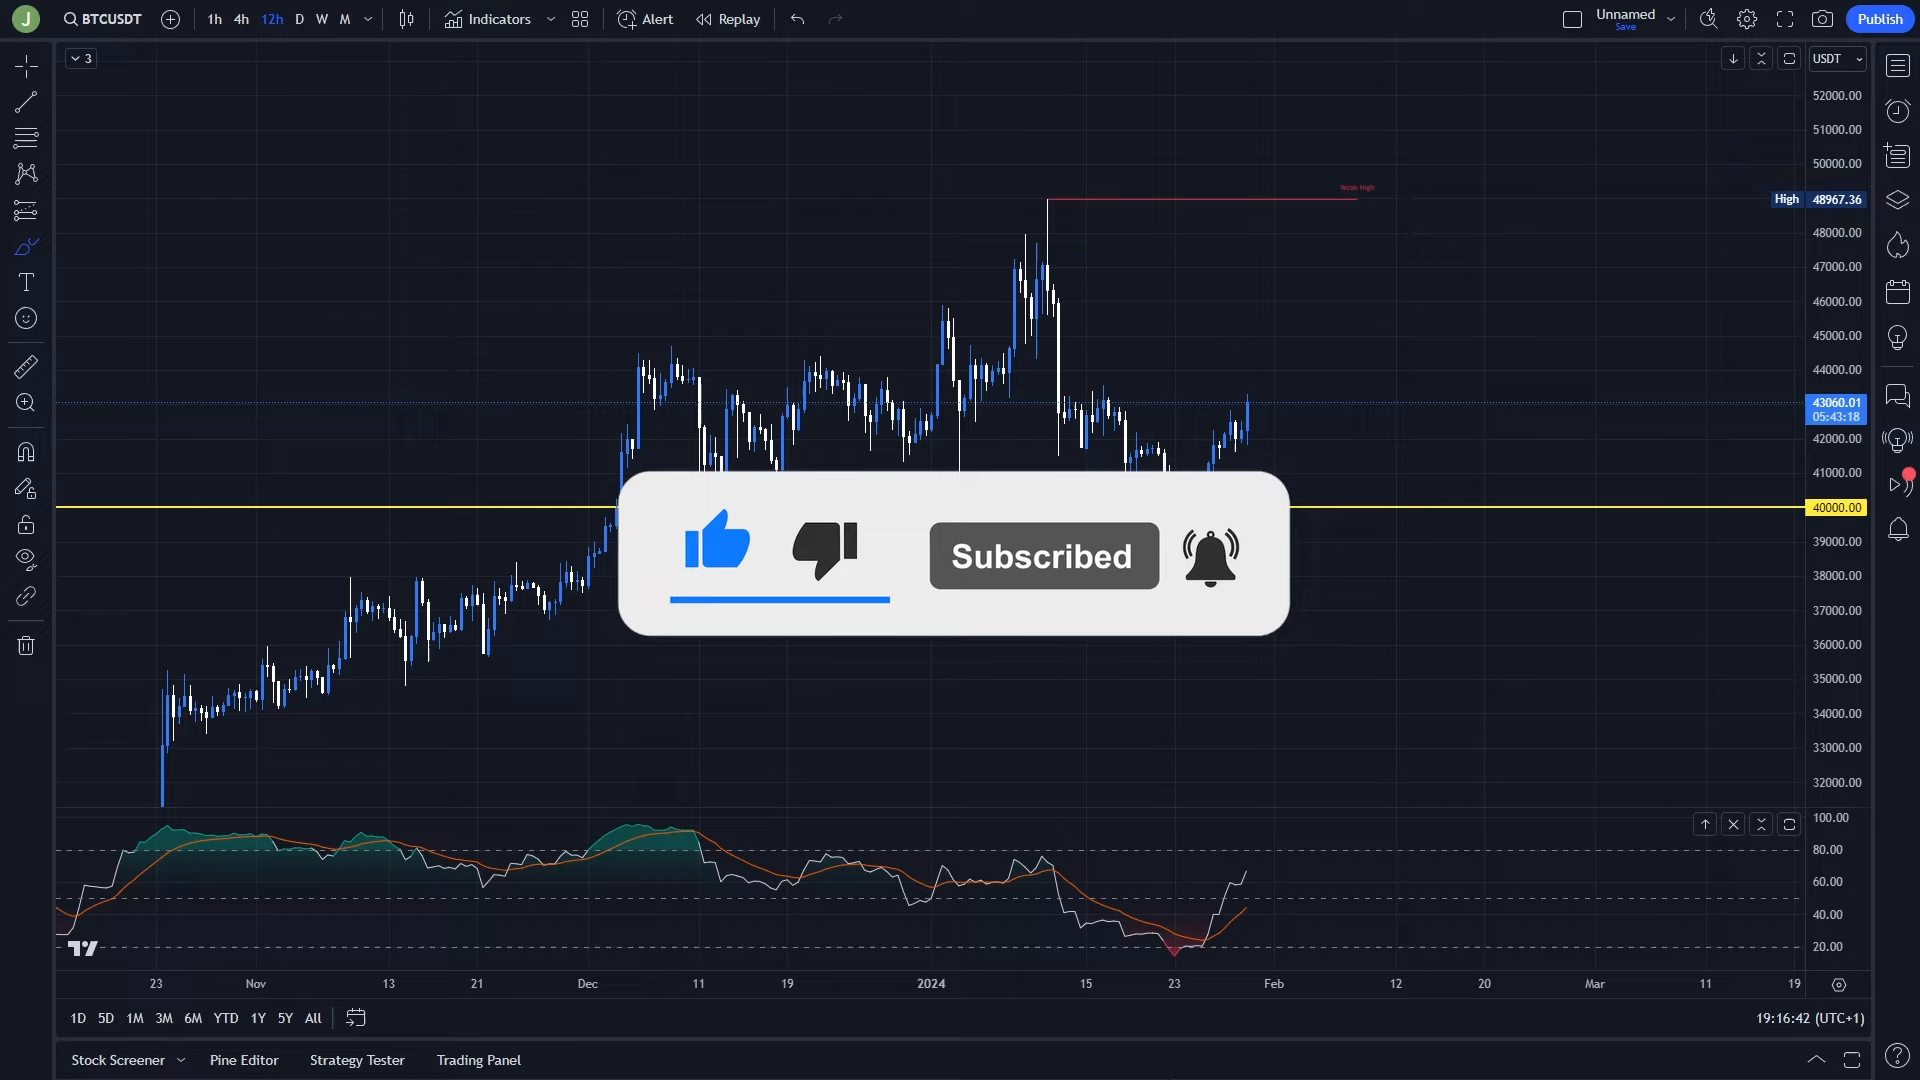 J
BTCUSDT
1h 4h 12h D W M
Indicators
Alert
Replay
Unnamed
Save
Publish
3
USDT
52000.00
51000.00
50000.00
Weak High
High 48967.36
48000.00
47000.00
46000.00
45000.00
44000.00
43060.01
05:43:18
42000.00
41000.00
40000.00
39000.00
38000.00
37000.00
36000.00
35000.00
34000.00
33000.00
32000.00
Subscribed
100.00
80.00
60.00
40.00
20.00
23 Nov 13 21 Dec 11 19 2024 15 23 Feb 12 20 Mar 11 19
1D 5D 1M 3M 6M YTD 1Y 5Y All
19:16:42 (UTC+1)
Stock Screener Pine Editor Strategy Tester Trading Panel